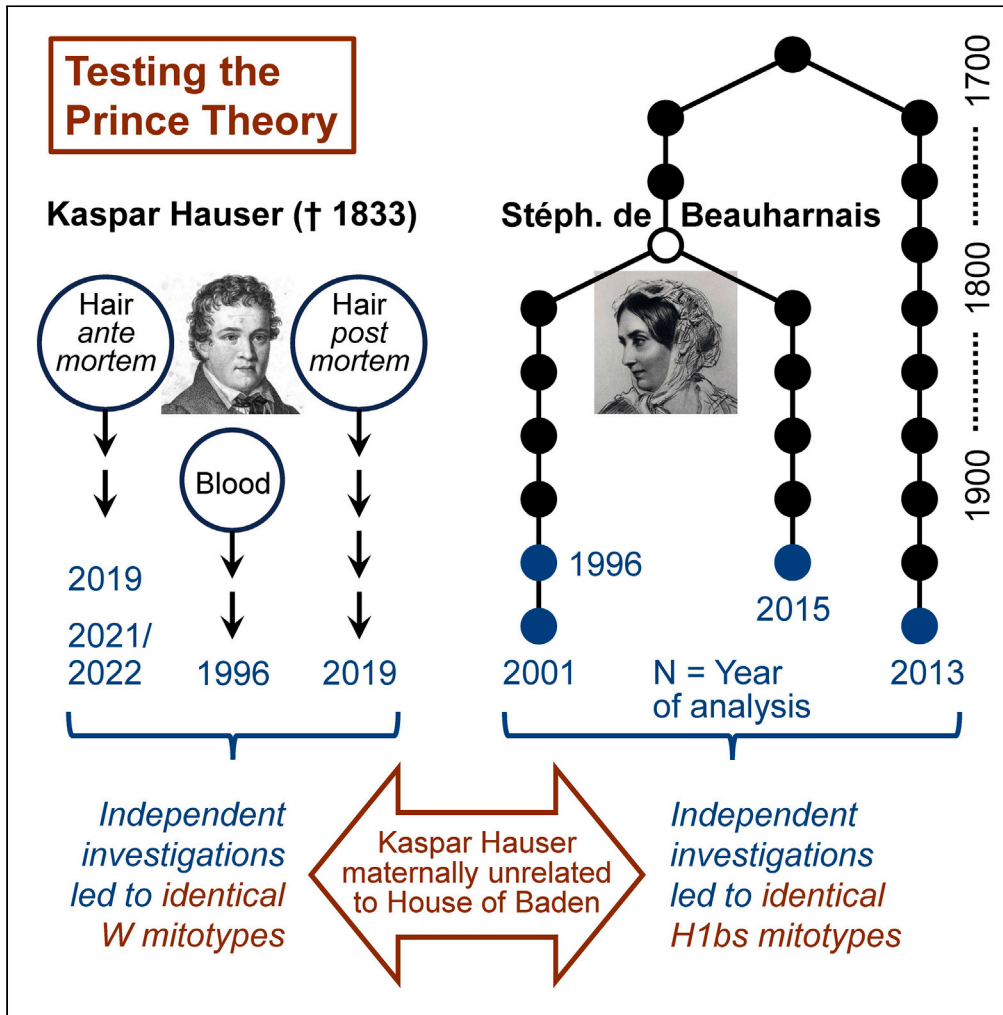 Testing the
Prince Theory
Kaspar Hauser († 1833)
Hair
ante
mortem
Hair
post
mortem
Blood
2019
2021/
2022
1996
2019
Stéph. de Beauharnais
1700
1800
1900
1996
2015
2001
N = Year
of analysis
2013
Independent
investigations
led to identical
W mitotypes
Kaspar Hauser
maternally unrelated
to House of Baden
Independent
investigations
led to identical
H1bs mitotypes